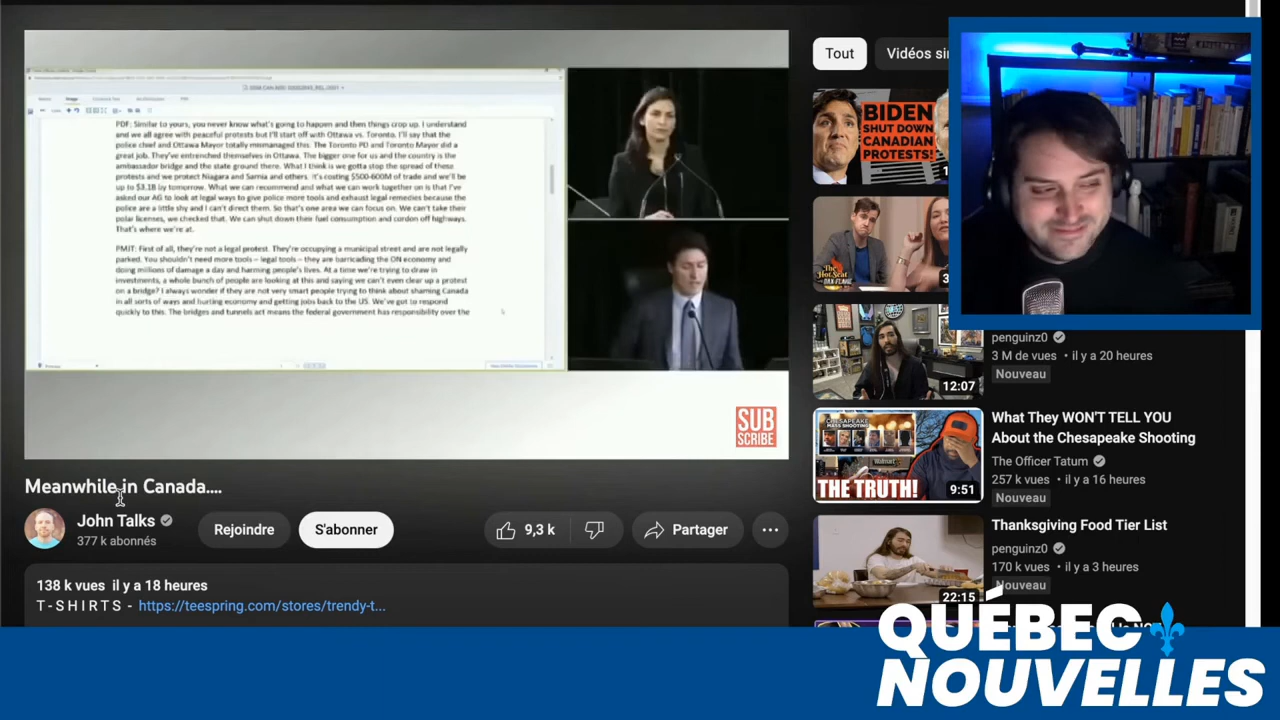 PDF: Similar to yours, you never know what's going to happen and then things crop up. I understand
and we all agree with peaceful protests but I'll start off with Ottawa vs. Toronto. I'll say that the
police chief and Ottawa Mayor totally mismanaged this. The Toronto PD and Toronto Mayor did a
great job. They've entrenched themselves in Ottawa. The bigger one for us and the country is the
ambassador bridge and the state ground there. What I think is we gotta stop the spread of these
protests and we protect Niagara and Sarnia and others. It's costing $500-600M of trade and we'll be
up to $3.1B by tomorrow. What we can recommend and what we can work together on is that I've
asked our AG to look at legal ways to give police more tools and exhaust legal remedies because the
police are a little shy and I can't direct them. So that's one area we can focus on. We can't take their
polar licenses, we checked that. We can shut down their fuel consumption and cordon off highways.
That's where we're at.
PMJT: First of all, they're not a legal protest. They're occupying a municipal street and are not legally
parked. You shouldn't need more tools – legal tools – they are barricading the ON economy and
doing millions of damage a day and harming people's lives. At a time we're trying to draw in
investments, a whole bunch of people are looking at this and saying we can't even clear up a protest
on a bridge? I always wonder if they are not very smart people trying to think about shaming Canada
in all sorts of ways and hurting economy and getting jobs back to the US. We've got to respond
quickly to this. The bridges and tunnels act means the federal government has responsibility over the
SUB
SCRIBE
Meanwhile in Canada....
John Talks
377 k abonnés
Rejoindre
S'abonner
9,3 k
Partager
138 k vues il y a 18 heures
T-SHIRTS - https://teespring.com/stores/trendy-t...
Tout
Vidéos si
BIDEN
SHUT DOWN
CANADIAN
PROTESTS!
1
The
Hot Seat
DAN
3
12:07
penguinz0
3 M de vues • il y a 20 heures
Nouveau
CHESAPEAKE
MASS SHOOTING
Walmart
THE TRUTH!
9:51
What They WON'T TELL YOU
About the Chesapeake Shooting
The Officer Tatum
257 k vues • il y a 16 heures
Nouveau
22:15
Thanksgiving Food Tier List
penguinz0
170 k vues • il y a 3 heures
Nouveau
QUÉBEC
NOUVELLES